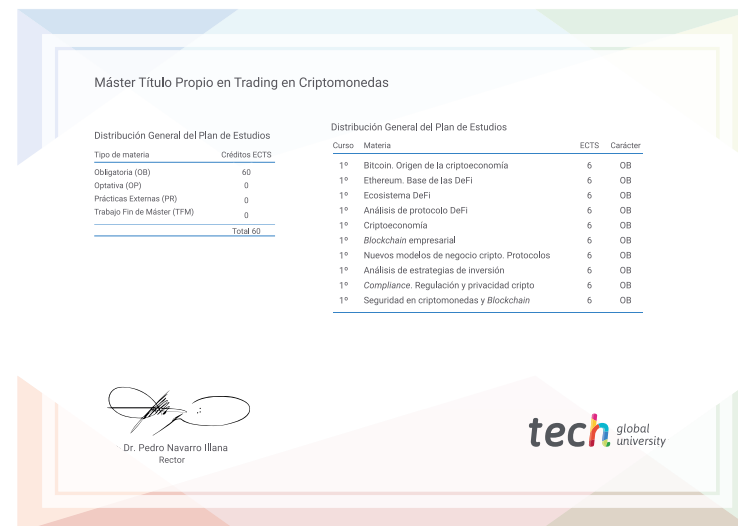 Máster Título Propio en Trading en Criptomonedas
Distribución General del Plan de Estudios
Tipo de materia Créditos ECTS
Obligatoria (OB) 60
Optativa (OP) 0
Prácticas Externas (PR) 0
Trabajo Fin de Máster (TFM) 0
Total 60
Distribución General del Plan de Estudios
Curso Materia ECTS Carácter
1º Bitcoin. Origen de la criptoeconomía 6 OB
1º Ethereum. Base de las DeFi 6 OB
1º Ecosistema DeFi 6 OB
1º Análisis de protocolo DeFi 6 OB
1º Criptoeconomía 6 OB
1º Blockchain empresarial 6 OB
1º Nuevos modelos de negocio cripto. Protocolos 6 OB
1º Análisis de estrategias de inversión 6 OB
1º Compliance. Regulación y privacidad cripto 6 OB
1º Seguridad en criptomonedas y Blockchain 6 OB
Dr. Pedro Navarro Illana
Rector
tech global
university